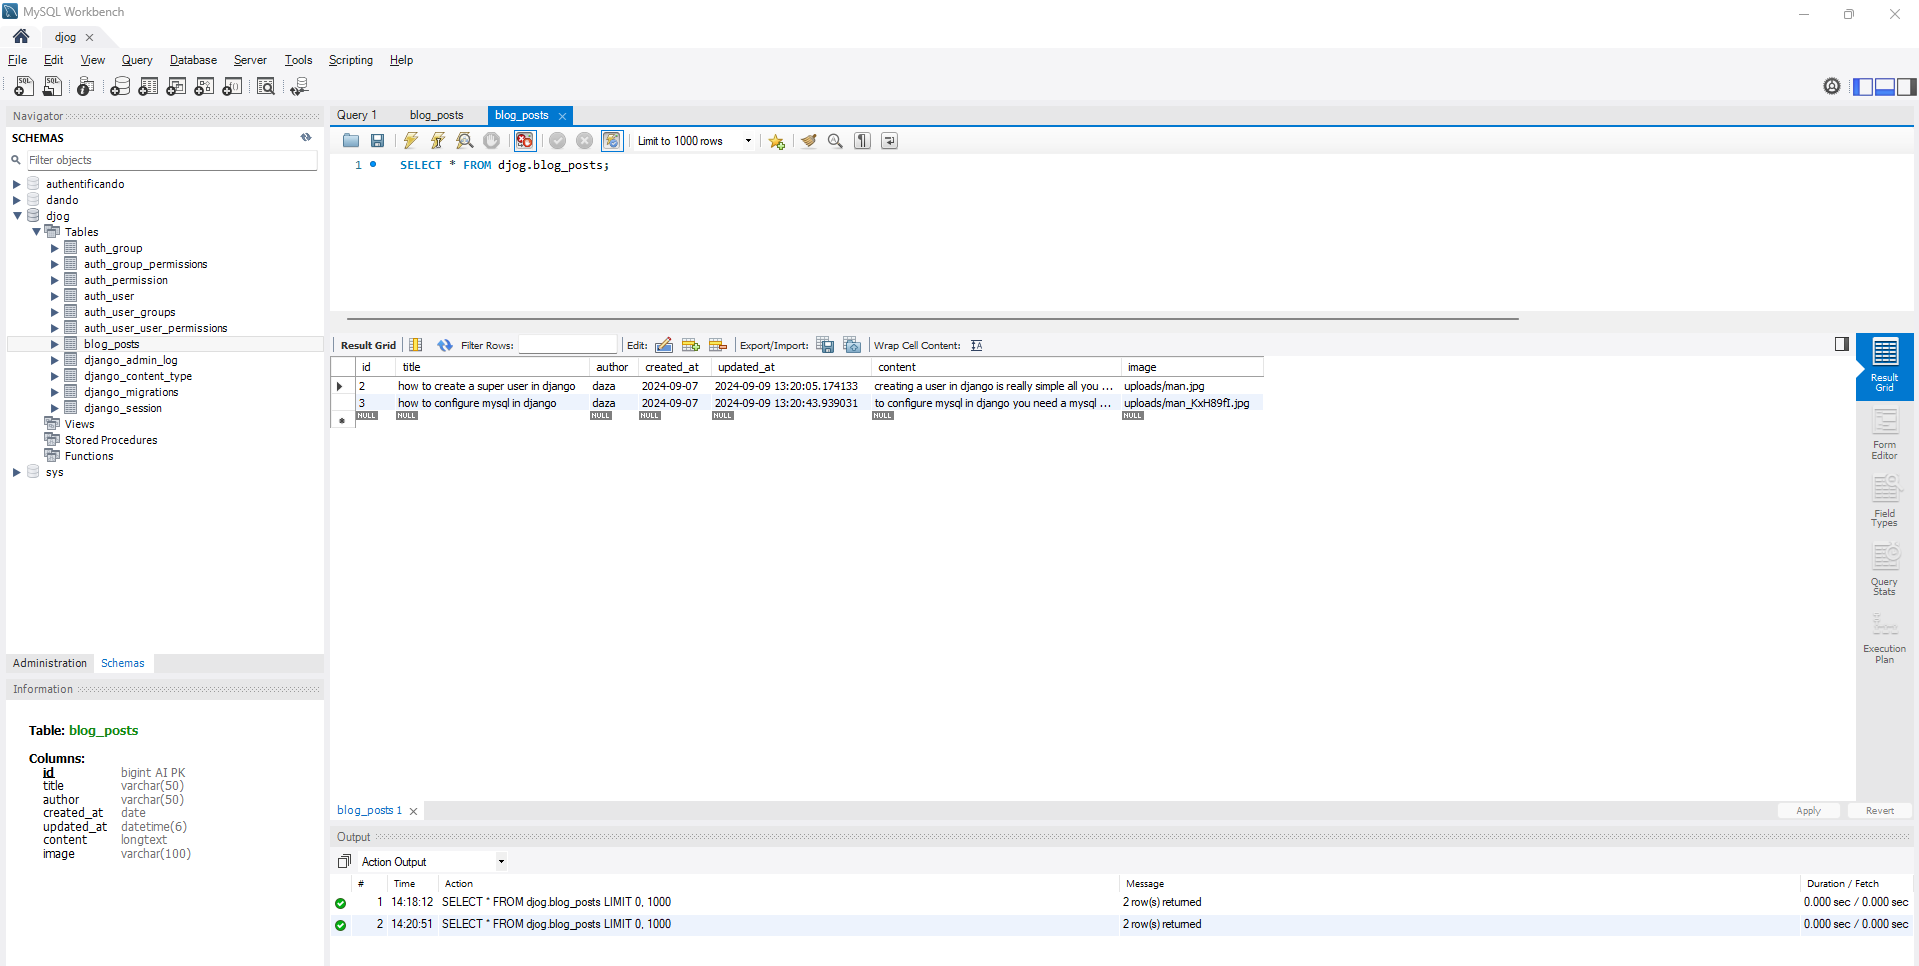 MySQL Workbench
djog
File Edit View Query Database Server Tools Scripting Help
Navigator
SCHEMAS
Filter objects
authentificando
dando
djog
Tables
auth_group
auth_group_permissions
auth_permission
auth_user
auth_user_groups
auth_user_user_permissions
blog_posts
django_admin_log
django_content_type
django_migrations
django_session
Views
Stored Procedures
Functions
sys
Administration Schemas
Information
Table: blog_posts
Columns:
id bigint AI PK
title varchar(50)
author varchar(50)
created_at date
updated_at datetime(6)
content longtext
image varchar(100)
Query 1 blog_posts blog_posts
Limit to 1000 rows
1 SELECT * FROM djog.blog_posts;
Result Grid Filter Rows: Edit: Export/Import: Wrap Cell Content:
id title author created_at updated_at content image
2 how to create a super user in django daza 2024-09-07 2024-09-09 13:20:05.174133 creating a user in django is really simple all you ... uploads/man.jpg
3 how to configure mysql in django daza 2024-09-07 2024-09-09 13:20:43.939031 to configure mysql in django you need a mysql ... uploads/man_KxH89fI.jpg
NULL NULL NULL NULL NULL NULL NULL
Result
Grid
Form
Editor
Field
Types
Query
Stats
Execution
Plan
blog_posts 1 Apply Revert
Output
Action Output
# Time Action Message Duration / Fetch
1 14:18:12 SELECT * FROM djog.blog_posts LIMIT 0, 1000 2 row(s) returned 0.000 sec / 0.000 sec
2 14:20:51 SELECT * FROM djog.blog_posts LIMIT 0, 1000 2 row(s) returned 0.000 sec / 0.000 sec